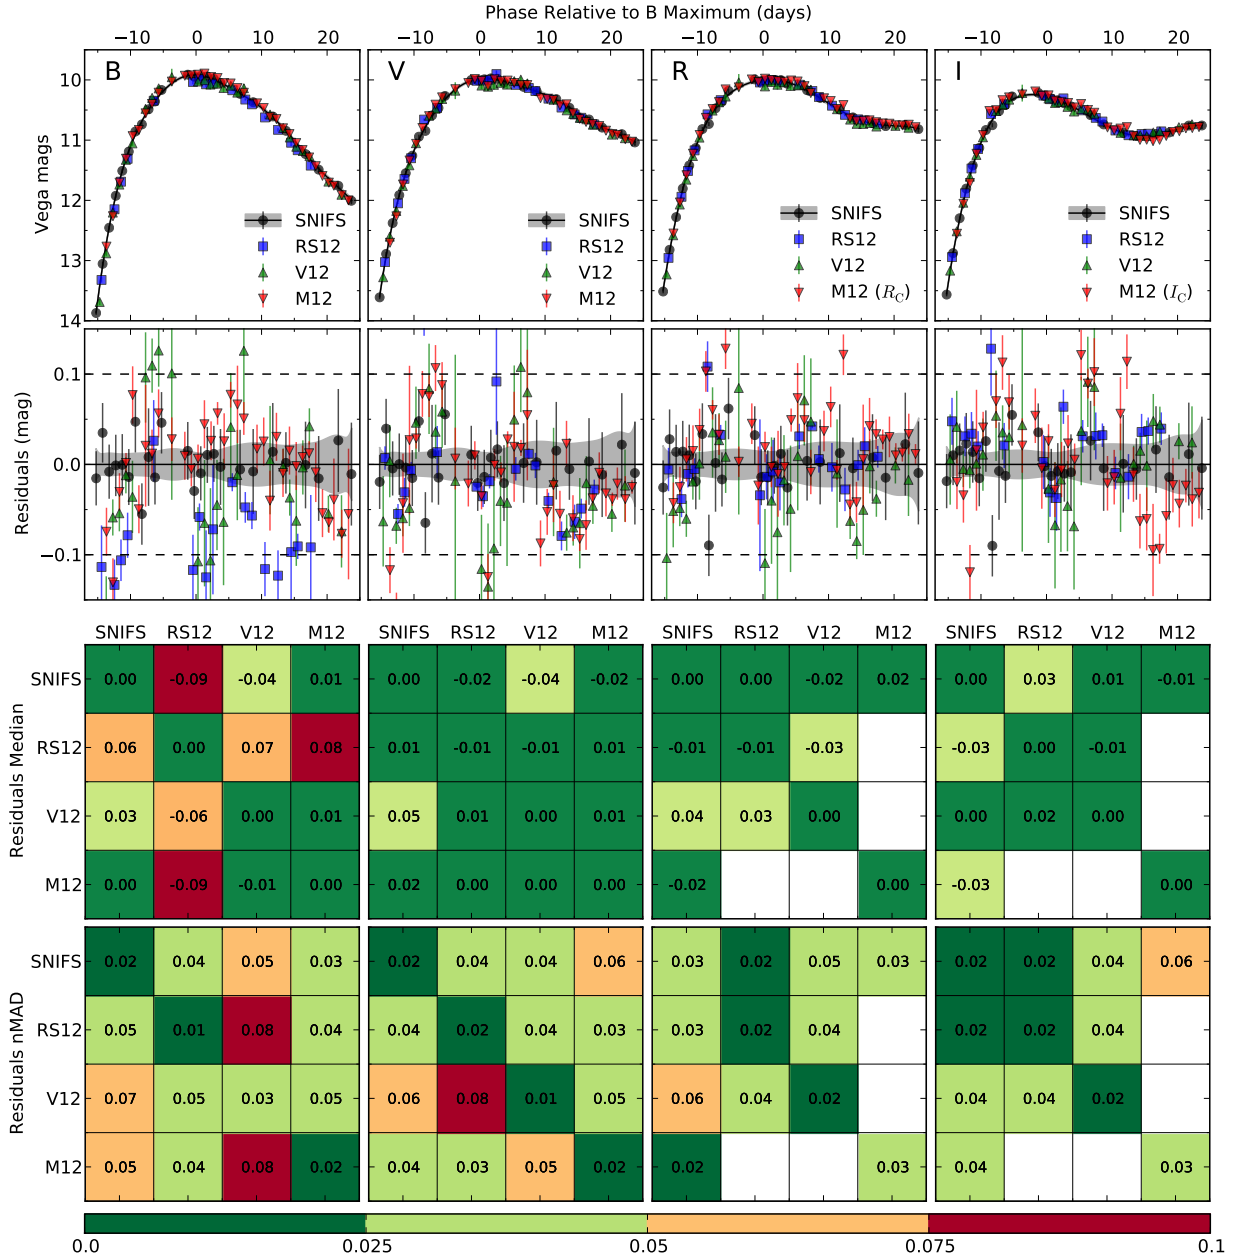 Phase Relative to B Maximum (days)
−10 0 10 20 −10 0 10 20 −10 0 10 20 −10 0 10 20
B V R I
Vega mags
10
11
12
13
14
SNIFS
RS12
V12
M12
SNIFS
RS12
V12
M12
SNIFS
RS12
V12
M12 (R_C)
SNIFS
RS12
V12
M12 (I_C)
Residuals (mag)
0.1
0.0
−0.1
SNIFS RS12 V12 M12 SNIFS RS12 V12 M12 SNIFS RS12 V12 M12 SNIFS RS12 V12 M12
Residuals Median
SNIFS 0.00 -0.09 -0.04 0.01 0.00 -0.02 -0.04 -0.02 0.00 0.00 -0.02 0.02 0.00 0.03 0.01 -0.01
RS12 0.06 0.00 0.07 0.08 0.01 -0.01 -0.01 0.01 -0.01 -0.01 -0.03 -0.03 0.00 -0.01
V12 0.03 -0.06 0.00 0.01 0.05 0.01 0.00 0.01 0.04 0.03 0.00 0.00 0.02 0.00
M12 0.00 -0.09 -0.01 0.00 0.02 0.00 0.00 0.00 -0.02 0.00 -0.03 0.00
Residuals nMAD
SNIFS 0.02 0.04 0.05 0.03 0.02 0.04 0.04 0.06 0.03 0.02 0.05 0.03 0.02 0.02 0.04 0.06
RS12 0.05 0.01 0.08 0.04 0.04 0.02 0.04 0.03 0.03 0.02 0.04 0.02 0.02 0.04
V12 0.07 0.05 0.03 0.05 0.06 0.08 0.01 0.05 0.06 0.04 0.02 0.04 0.04 0.02
M12 0.05 0.04 0.08 0.02 0.04 0.03 0.05 0.02 0.02 0.03 0.04 0.03
0.0 0.025 0.05 0.075 0.1